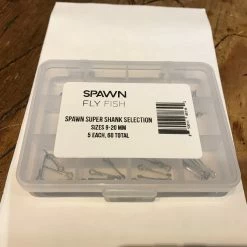 SPAWN
FLY FISH
SPAWN SUPER SHANK SELECTION
SIZES 8-20 MM
5 EACH, 60 TOTAL